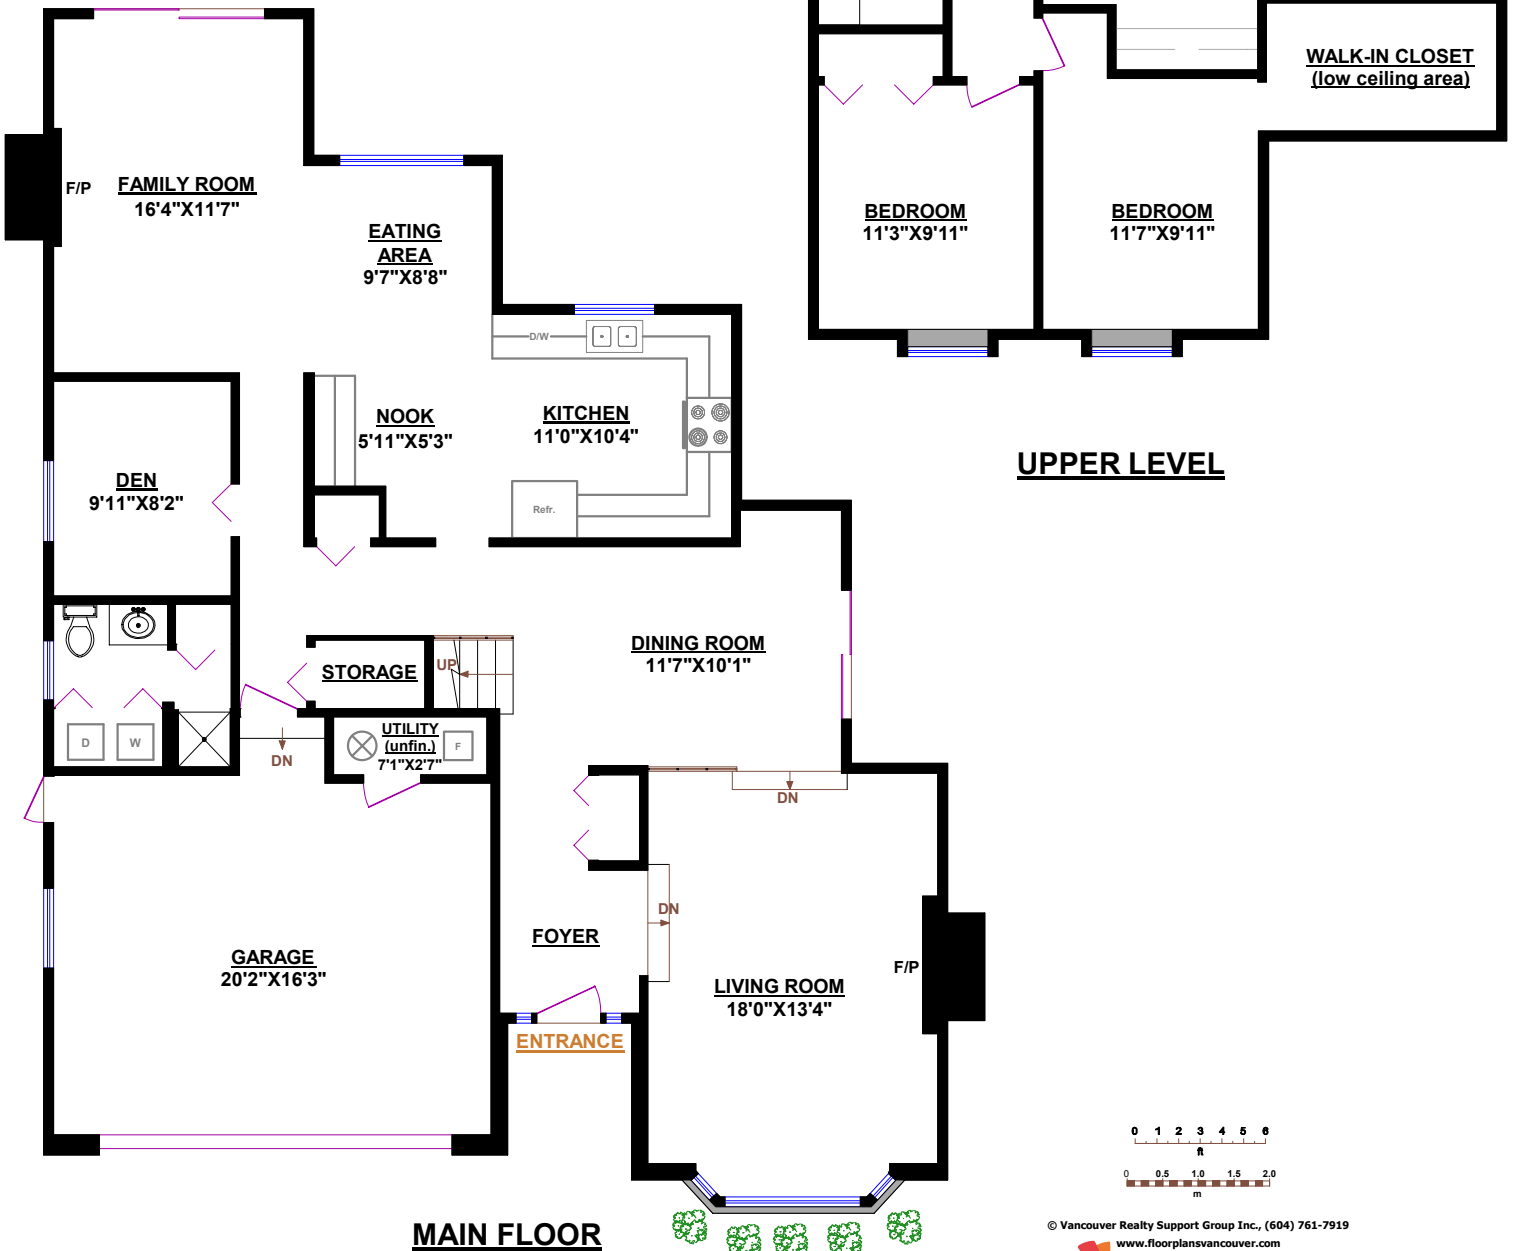 WALK-IN CLOSET
(low ceiling area)
F/P
FAMILY ROOM
16'4"X11'7"
EATING
AREA
9'7"X8'8"
BEDROOM
11'3"X9'11"
BEDROOM
11'7"X9'11"
D/W
NOOK
5'11"X5'3"
KITCHEN
11'0"X10'4"
UPPER LEVEL
DEN
9'11"X8'2"
Refr.
DINING ROOM
11'7"X10'1"
STORAGE
UP
D
W
DN
UTILITY
(unfin.)
7'1"X2'7"
F
DN
DN
FOYER
GARAGE
20'2"X16'3"
F/P
LIVING ROOM
18'0"X13'4"
ENTRANCE
0 1 2 3 4 5 6
ft
0 0.5 1.0 1.5 2.0
m
MAIN FLOOR
© Vancouver Realty Support Group Inc., (604) 761-7919
www.floorplansvancouver.com